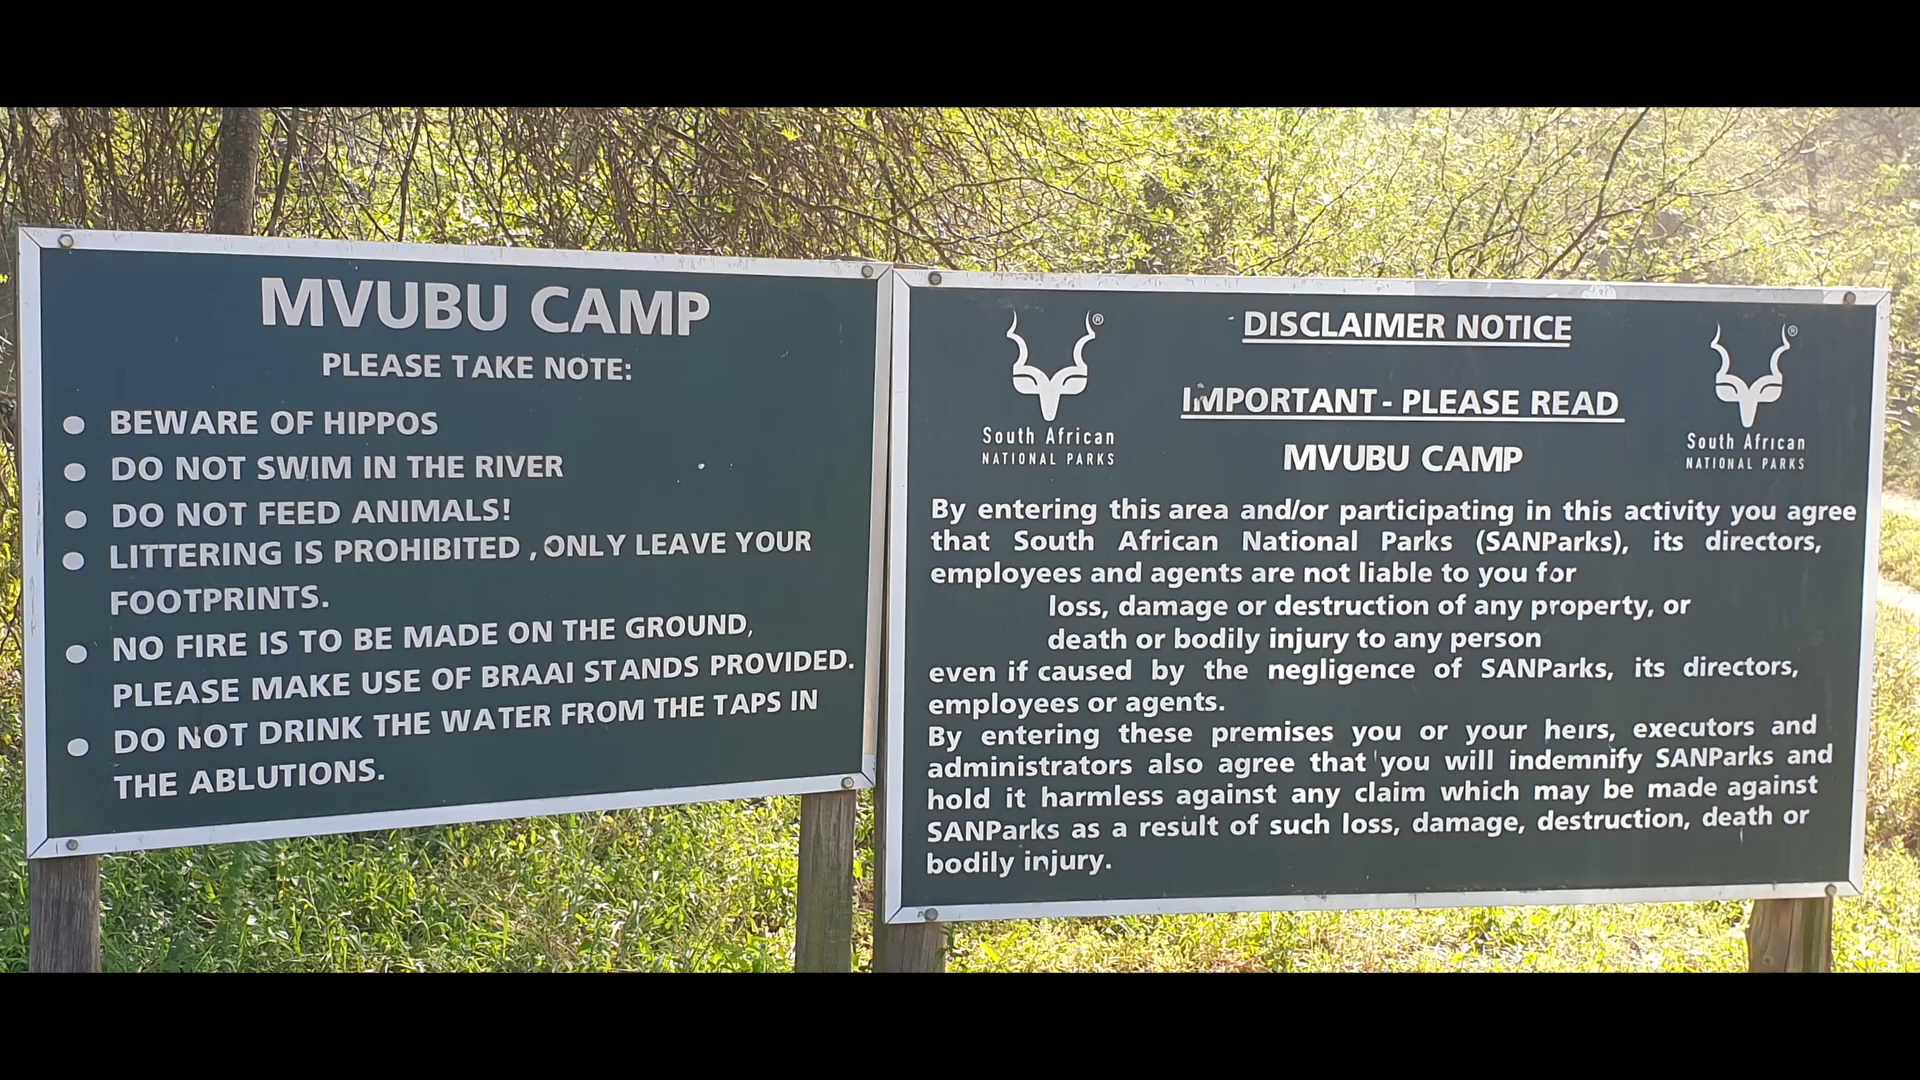 MVUBU CAMP
PLEASE TAKE NOTE:
● BEWARE OF HIPPOS
● DO NOT SWIM IN THE RIVER
● DO NOT FEED ANIMALS!
● LITTERING IS PROHIBITED , ONLY LEAVE YOUR
FOOTPRINTS.
● NO FIRE IS TO BE MADE ON THE GROUND,
PLEASE MAKE USE OF BRAAI STANDS PROVIDED.
● DO NOT DRINK THE WATER FROM THE TAPS IN
THE ABLUTIONS.
®
South African
NATIONAL PARKS
DISCLAIMER NOTICE
IMPORTANT - PLEASE READ
MVUBU CAMP
®
South African
NATIONAL PARKS
By entering this area and/or participating in this activity you agree
that South African National Parks (SANParks), its directors,
employees and agents are not liable to you for
loss, damage or destruction of any property, or
death or bodily injury to any person
even if caused by the negligence of SANParks, its directors,
employees or agents.
By entering these premises you or your heirs, executors and
administrators also agree that you will indemnify SANParks and
hold it harmless against any claim which may be made against
SANParks as a result of such loss, damage, destruction, death or
bodily injury.